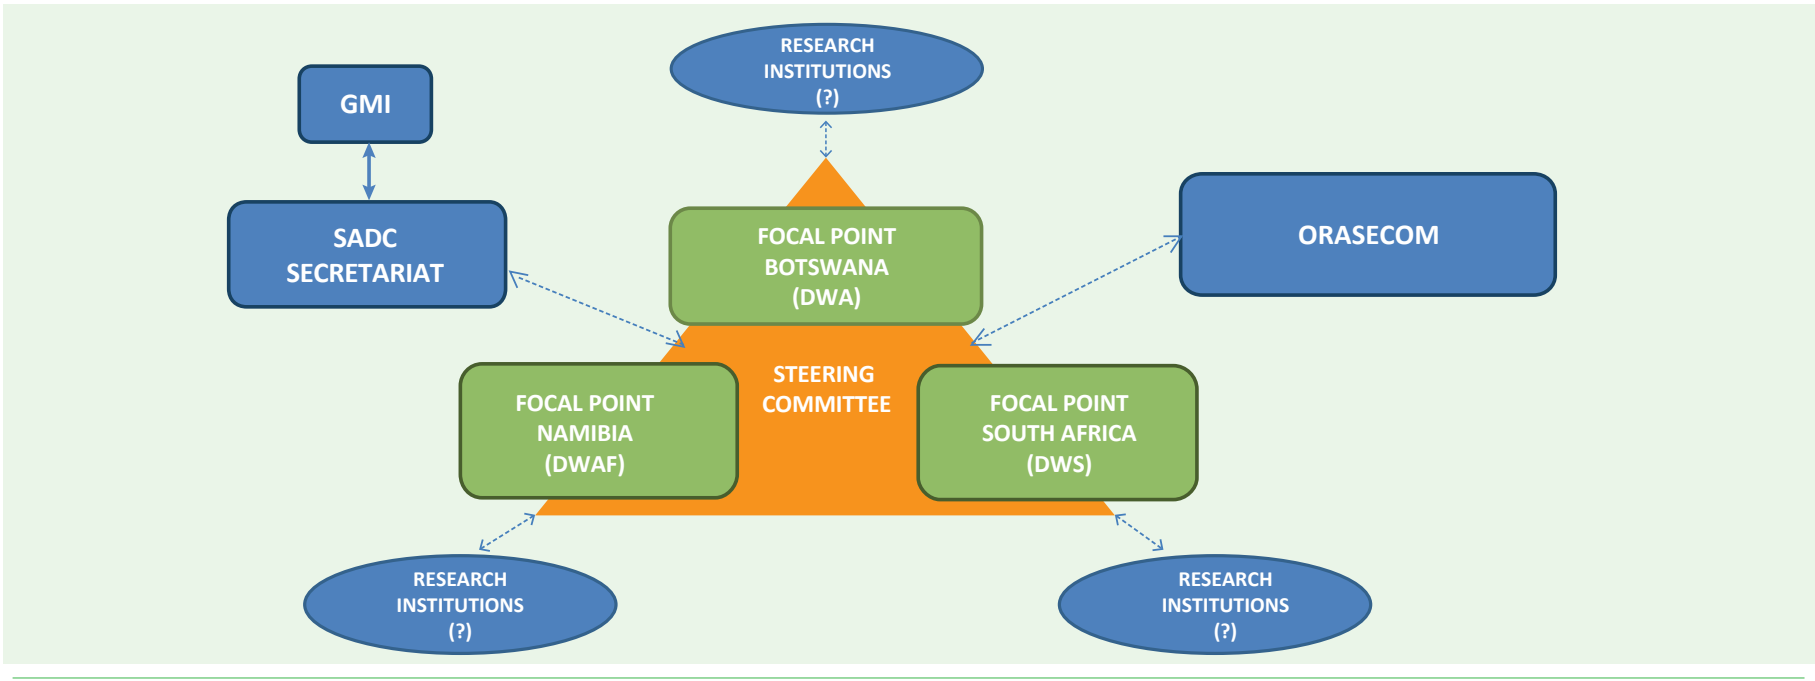 RESEARCH
INSTITUTIONS
(?)
GMI
SADC
SECRETARIAT
FOCAL POINT
BOTSWANA
(DWA)
ORASECOM
STEERING
COMMITTEE
FOCAL POINT
NAMIBIA
(DWAF)
FOCAL POINT
SOUTH AFRICA
(DWS)
RESEARCH
INSTITUTIONS
(?)
RESEARCH
INSTITUTIONS
(?)